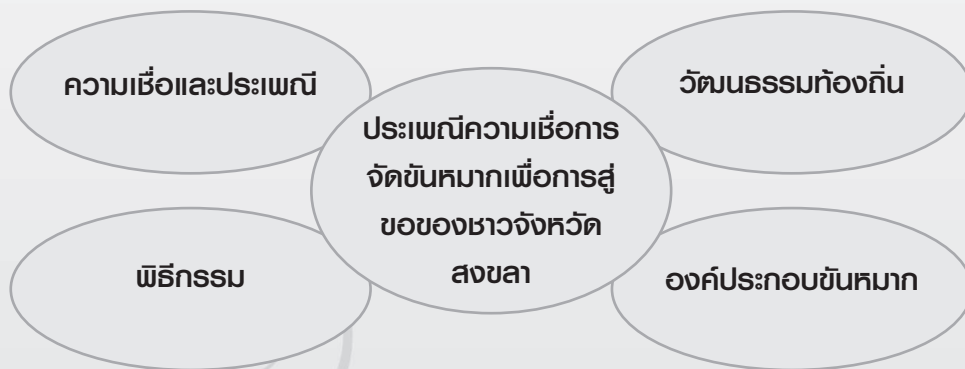 ความเชื่อและประเพณี
วัฒนธรรมท้องถิ่น
ประเพณีความเชื่อการ
จัดขันหมากเพื่อการสู่
ขอของชาวจังหวัด
สงขลา
พิธีกรรม
องค์ประกอบขันหมาก